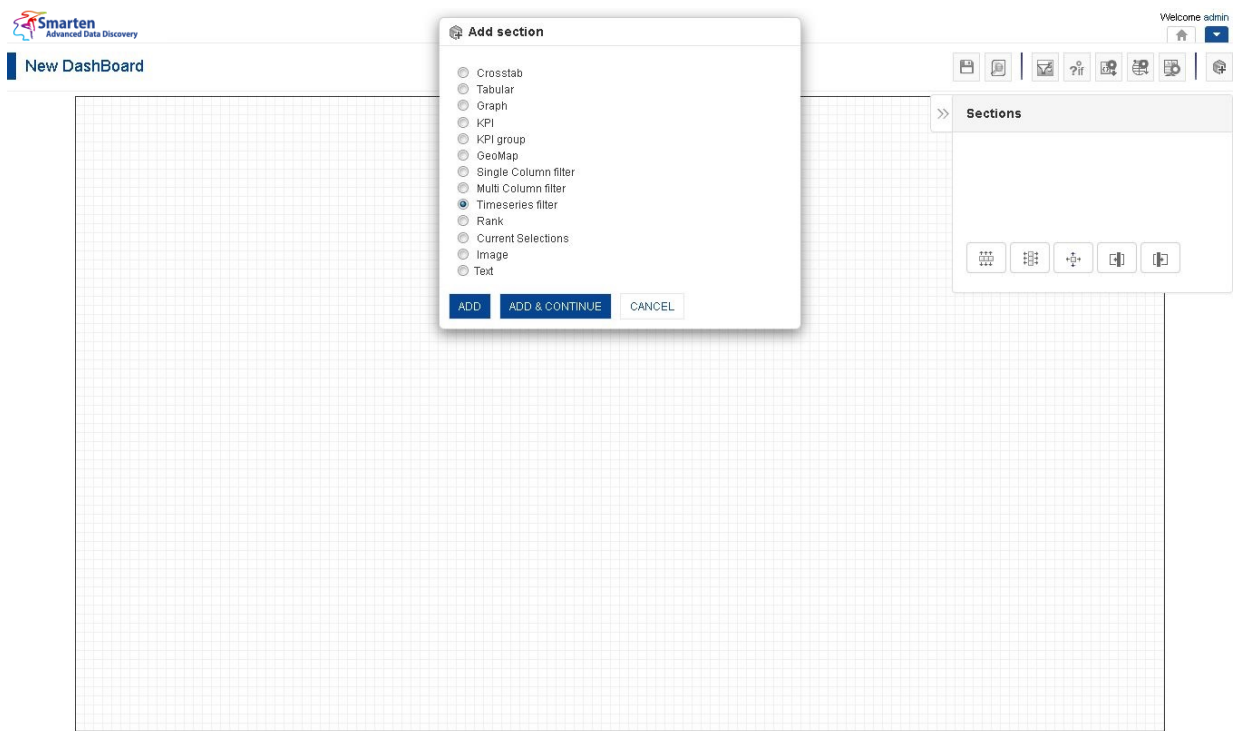 Smarten
Advanced Data Discovery
Welcome admin
New DashBoard
?if
Add section
Crosstab
Tabular
Graph
KPI
KPI group
GeoMap
Single Column filter
Multi Column filter
Timeseries filter
Rank
Current Selections
Image
Text
ADD
ADD & CONTINUE
CANCEL
Sections